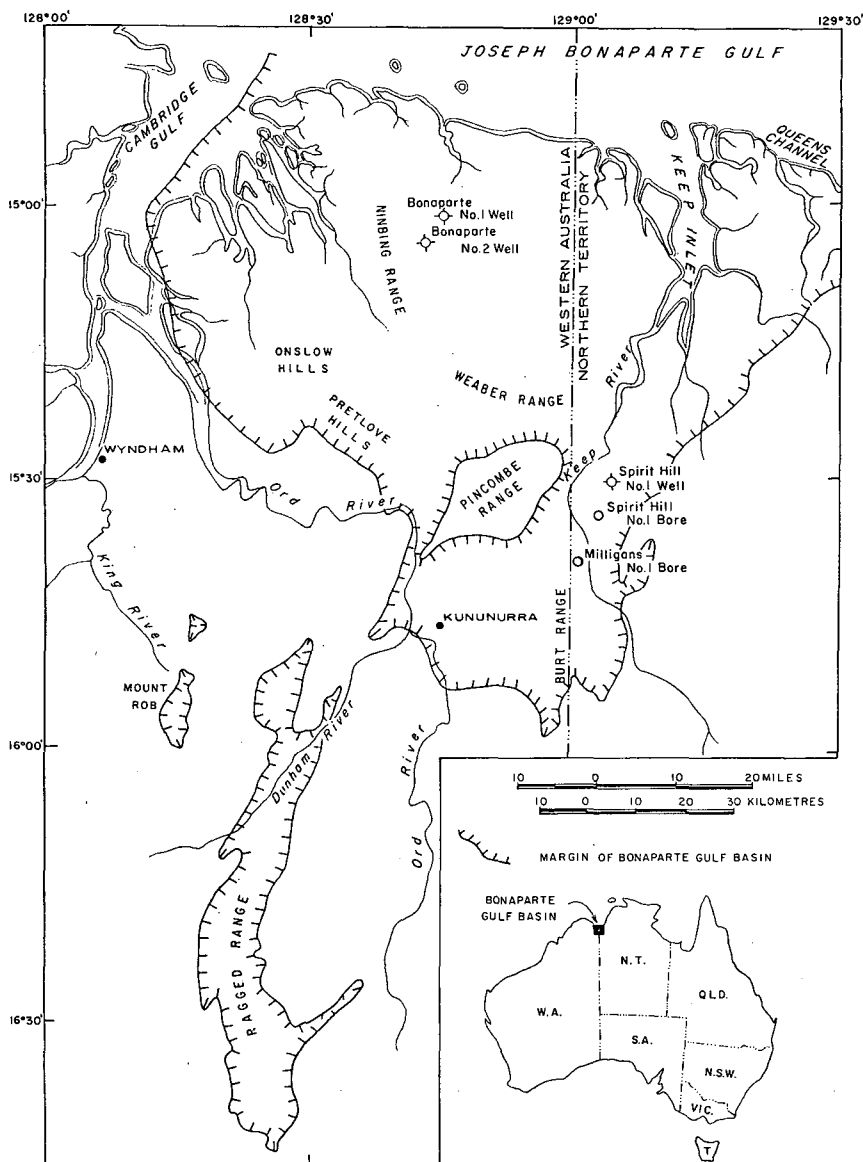 128°00' 128°30' 129°00' 129°30'
JOSEPH BONAPARTE GULF
CAMBRIDGE
GULF
QUEENS
CHANNEL
KEEP INLET
15°00'
Bonaparte
No.1 Well
Bonaparte
No.2 Well
NINBING RANGE
WESTERN AUSTRALIA
NORTHERN TERRITORY
ONSLOW
HILLS
WEABER RANGE
PRETLOVE
HILLS
Keep River
WYNDHAM
15°30'
PINCOMBE
RANGE
Spirit Hill
No.1 Well
Spirit Hill
No.1 Bore
Ord River
Milligans
No.1 Bore
King River
KUNUNURRA
BURT RANGE
MOUNT
ROB
16°00'
Dunham River
Ord River
10 0 10 20 MILES
10 0 10 20 30 KILOMETRES
MARGIN OF BONAPARTE GULF BASIN
RAGGED RANGE
BONAPARTE
GULF BASIN
N.T.
QLD.
W.A.
S.A.
N.S.W.
VIC.
T
16°30'